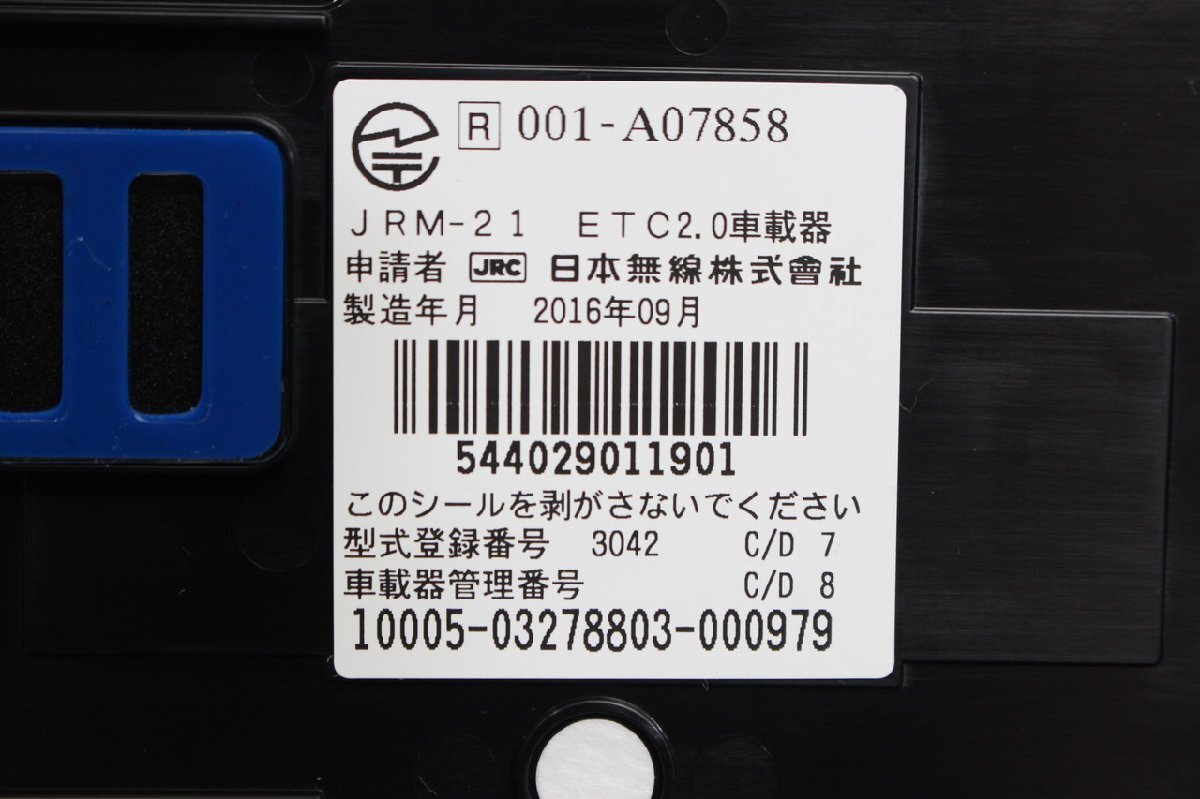 R 001-A07858
JRM-21 ETC2.0車載器
申請者 JRC 日本無線株式會社
製造年月 2016年09月
544029011901
このシールを剥がさないでください
型式登録番号 3042 C/D 7
車載器管理番号 C/D 8
10005-03278803-000979